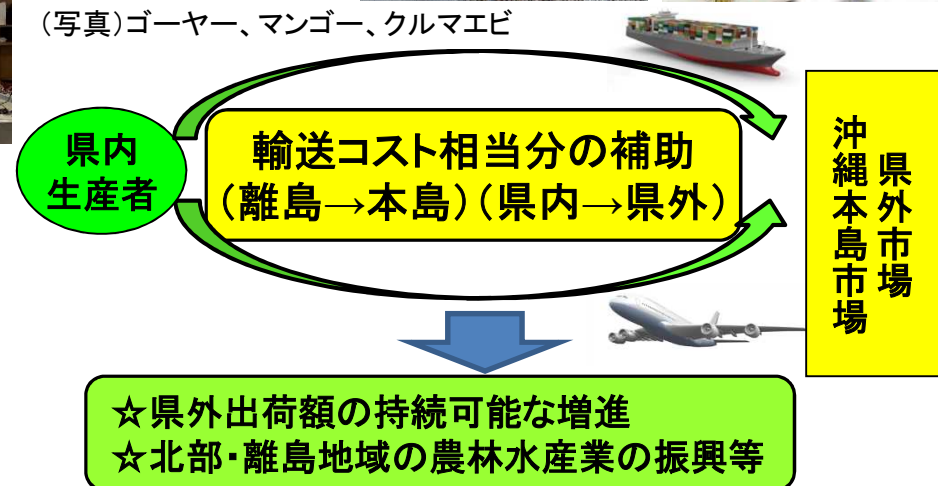 (写真)ゴーヤー、マンゴー、クルマエビ
県内
生産者
輸送コスト相当分の補助
(離島→本島)(県内→県外)
県外市場
沖縄本島市場
☆県外出荷額の持続可能な増進
☆北部・離島地域の農林水産業の振興等